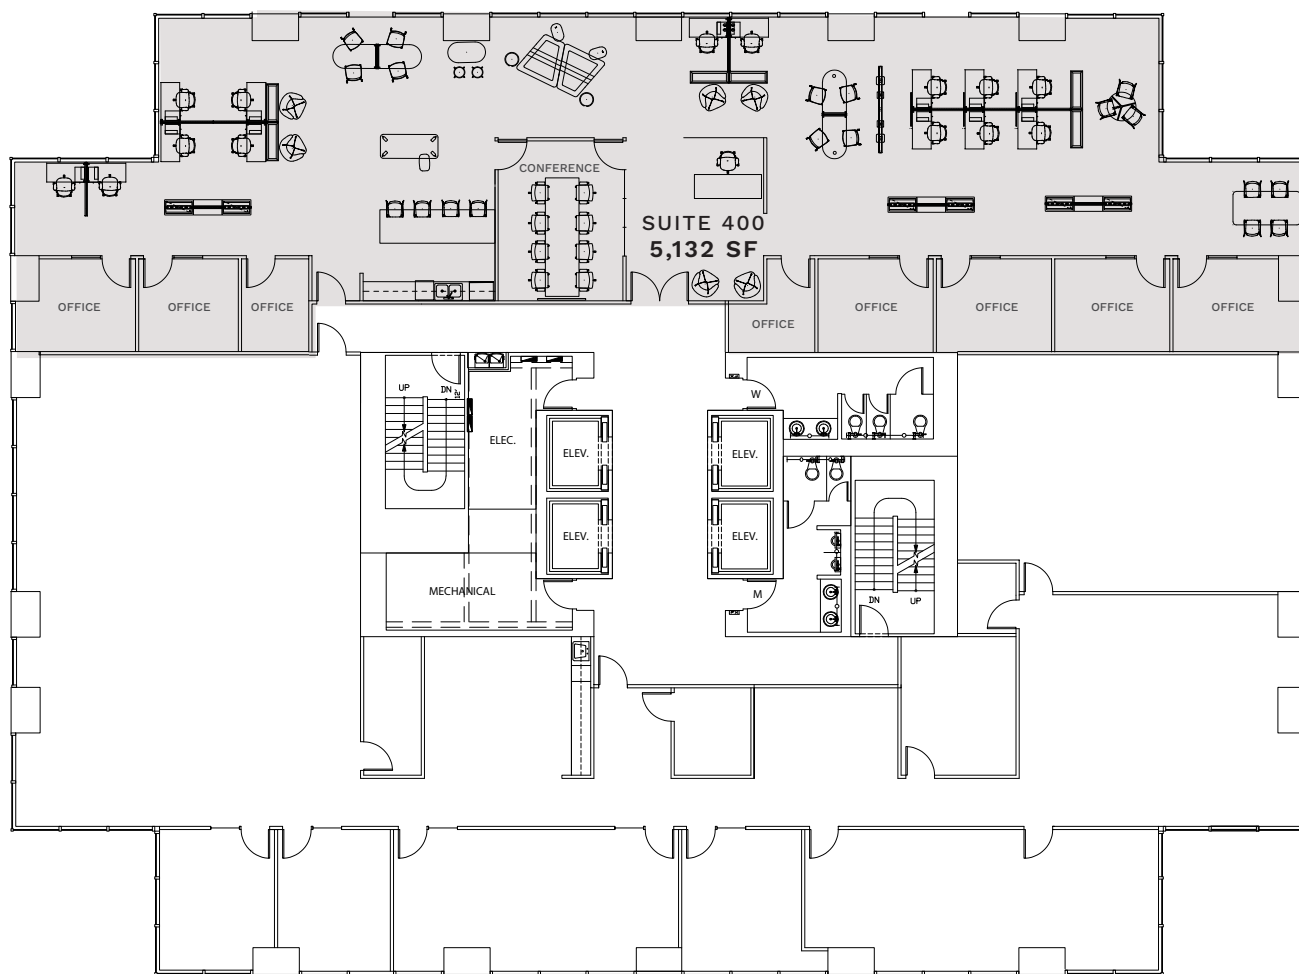 CONFERENCE
SUITE 400
5,132 SF
OFFICE
OFFICE
OFFICE
OFFICE
OFFICE
OFFICE
OFFICE
OFFICE
UP
DN
ELEC.
ELEV.
ELEV.
W
ELEV.
ELEV.
MECHANICAL
M
DN
UP